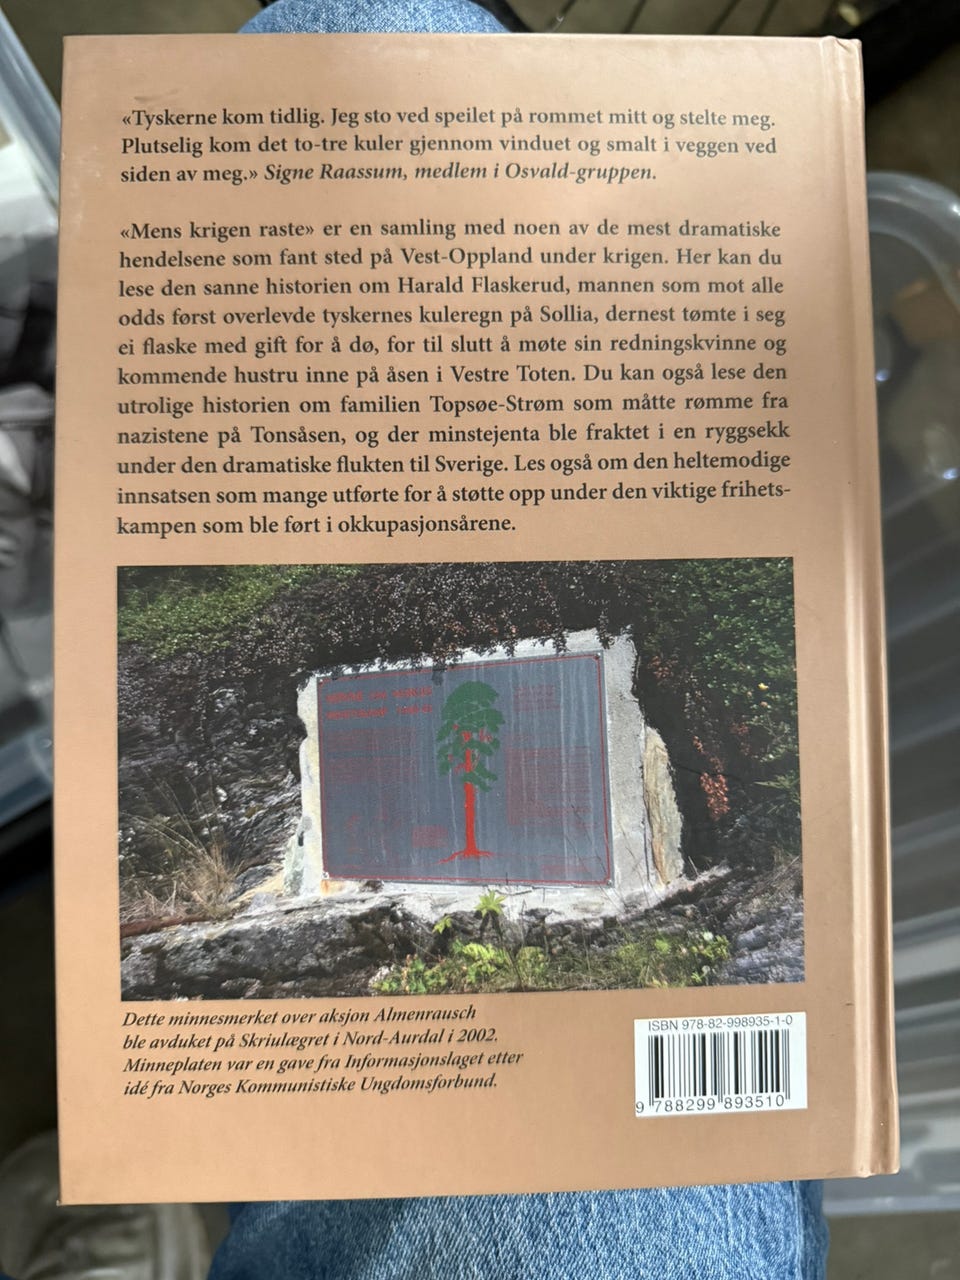 «Tyskerne kom tidlig. Jeg sto ved speilet på rommet mitt og stelte meg.
Plutselig kom det to-tre kuler gjennom vinduet og smalt i veggen ved
siden av meg.» Signe Raassum, medlem i Osvald-gruppen.
«Mens krigen raste» er en samling med noen av de mest dramatiske
hendelsene som fant sted på Vest-Oppland under krigen. Her kan du
lese den sanne historien om Harald Flaskerud, mannen som mot alle
odds først overlevde tyskernes kuleregn på Sollia, dernest tømte i seg
ei flaske med gift for å dø, for til slutt å møte sin redningskvinne og
kommende hustru inne på åsen i Vestre Toten. Du kan også lese den
utrolige historien om familien Topsøe-Strøm som måtte rømme fra
nazistene på Tonsåsen, og der minstejenta ble fraktet i en ryggsekk
under den dramatiske flukten til Sverige. Les også om den heltemodige
innsatsen som mange utførte for å støtte opp under den viktige frihets-
kampen som ble ført i okkupasjonsårene.
Dette minnesmerket over aksjon Almenrausch
ble avduket på Skriulægret i Nord-Aurdal i 2002.
Minneplaten var en gave fra Informasjonslaget etter
idé fra Norges Kommunistiske Ungdomsforbund.
ISBN 978-82-998935-1-0
9 788299 893510